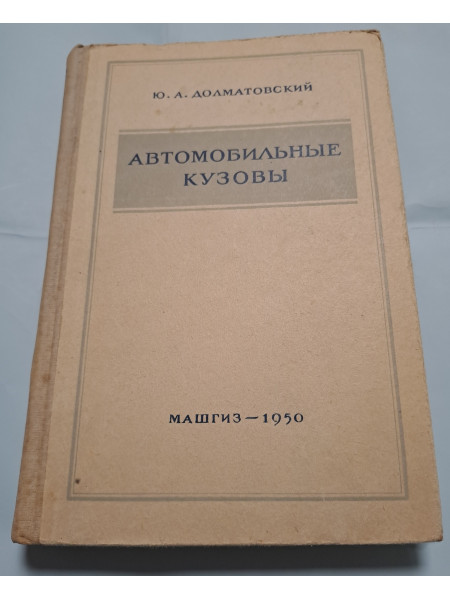 Ю. А. ДОЛМАТОВСКИЙ
АВТОМОБИЛЬНЫЕ
КУЗОВЫ
МАШГИЗ — 1950